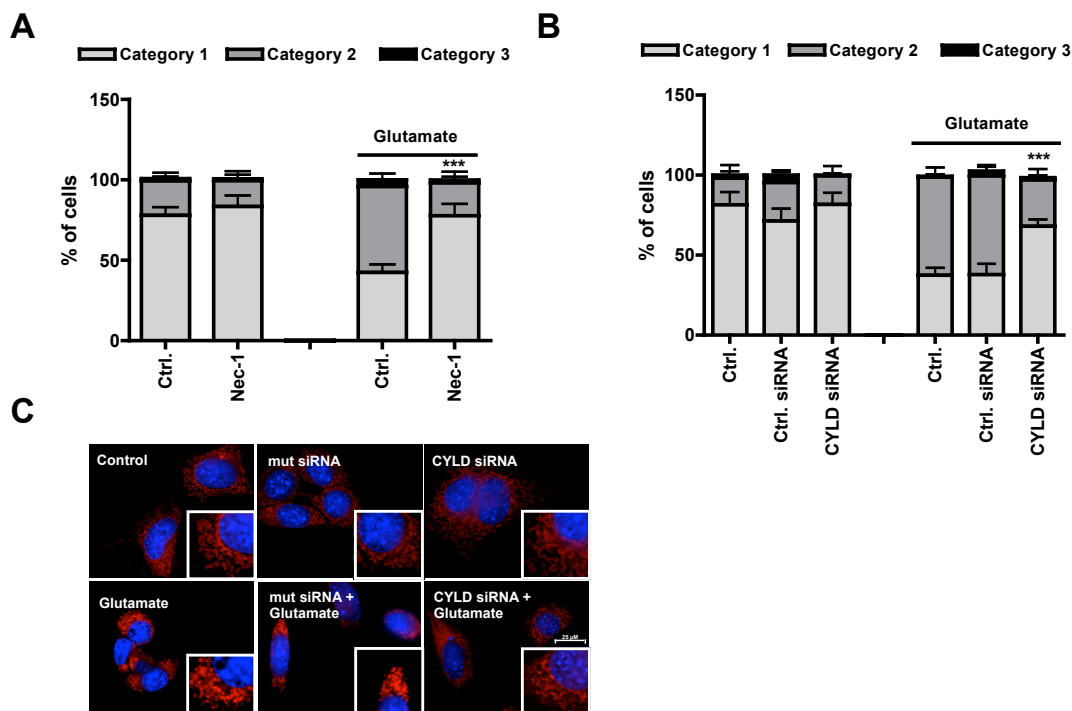 A
Category 1 Category 2 Category 3
150
100
50
0
% of cells
Glutamate
***
Ctrl.
Nec-1
Ctrl.
Nec-1
B
Category 1 Category 2 Category 3
150
100
50
0
% of cells
Glutamate
***
Ctrl.
Ctrl. siRNA
CYLD siRNA
Ctrl.
Ctrl. siRNA
CYLD siRNA
C
Control
mut siRNA
CYLD siRNA
Glutamate
mut siRNA +
Glutamate
CYLD siRNA +
Glutamate
25 µM